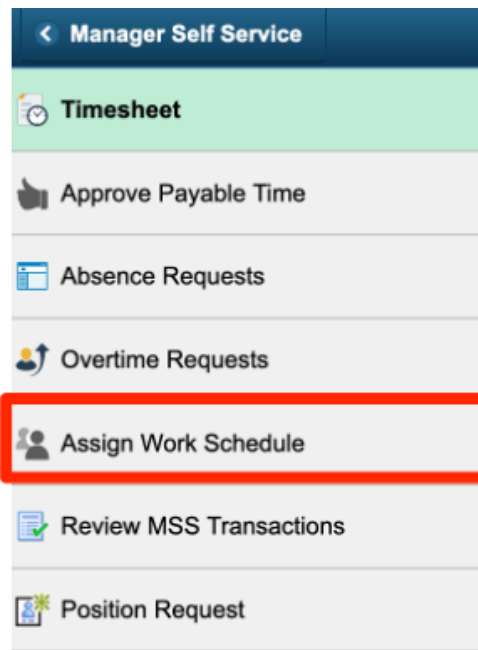 Manager Self Service
Timesheet
Approve Payable Time
Absence Requests
Overtime Requests
Assign Work Schedule
Review MSS Transactions
Position Request